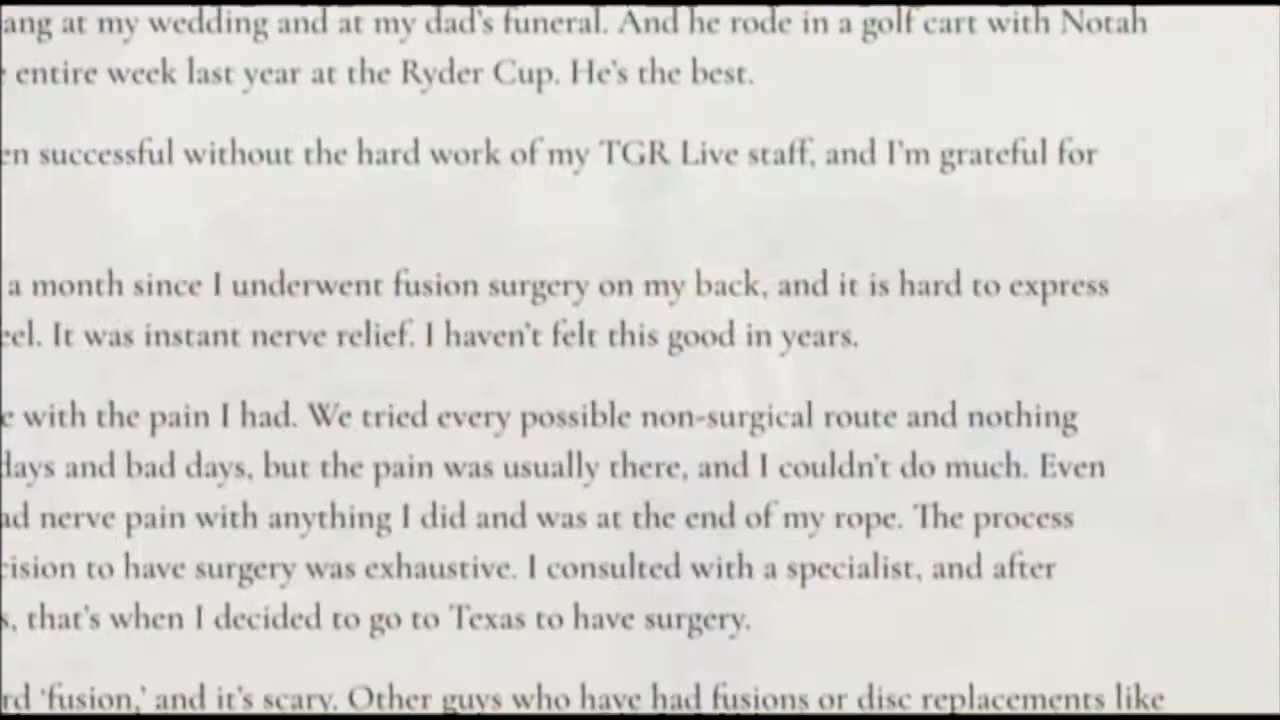 ang at my wedding and at my dad's funeral. And he rode in a golf cart with Notah
entire week last year at the Ryder Cup. He's the best.
en successful without the hard work of my TGR Live staff, and I'm grateful for
a month since I underwent fusion surgery on my back, and it is hard to express
eel. It was instant nerve relief. I haven't felt this good in years.
e with the pain I had. We tried every possible non-surgical route and nothing
days and bad days, but the pain was usually there, and I couldn't do much. Even
ad nerve pain with anything I did and was at the end of my rope. The process
cision to have surgery was exhaustive. I consulted with a specialist, and after
s, that's when I decided to go to Texas to have surgery.
rd 'fusion,' and it's scary. Other guys who have had fusions or disc replacements like